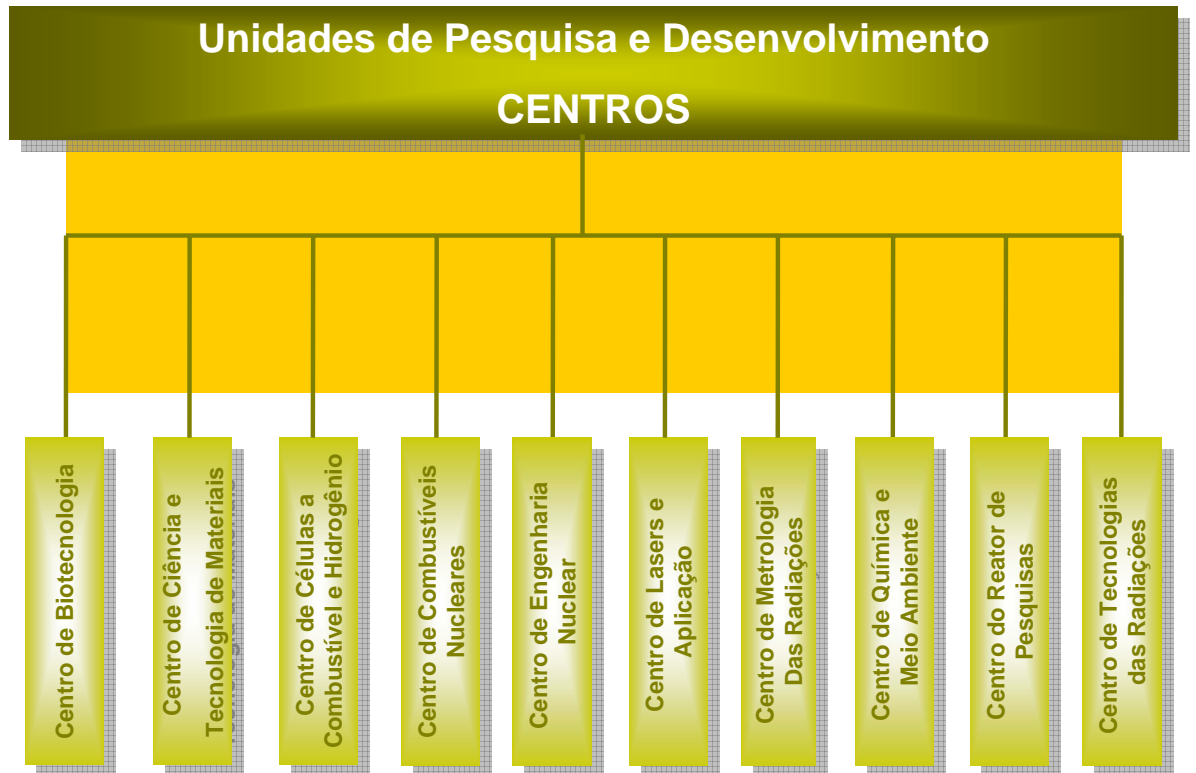 Unidades de Pesquisa e Desenvolvimento
CENTROS
Centro de Biotecnologia
Centro de Ciência e
Tecnologia de Materiais
Centro de Células a
Combustível e Hidrogênio
Centro de Combustíveis
Nucleares
Centro de Engenharia
Nuclear
Centro de Lasers e
Aplicação
Centro de Metrologia
Das Radiações
Centro de Química e
Meio Ambiente
Centro do Reator de
Pesquisas
Centro de Tecnologias
das Radiações